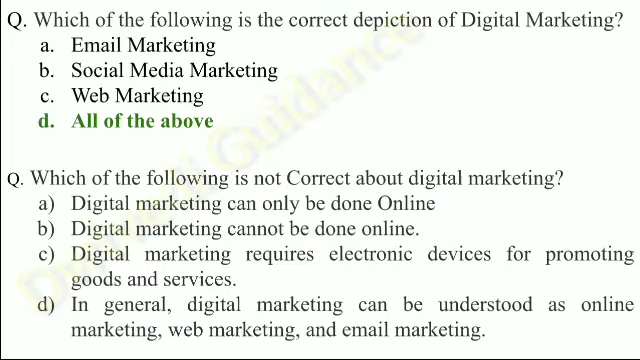 Q. Which of the following is the correct depiction of Digital Marketing?
a. Email Marketing
b. Social Media Marketing
c. Web Marketing
d. All of the above
Q. Which of the following is not Correct about digital marketing?
a) Digital marketing can only be done Online
b) Digital marketing cannot be done online.
c) Digital marketing requires electronic devices for promoting
goods and services.
d) In general, digital marketing can be understood as online
marketing, web marketing, and email marketing.